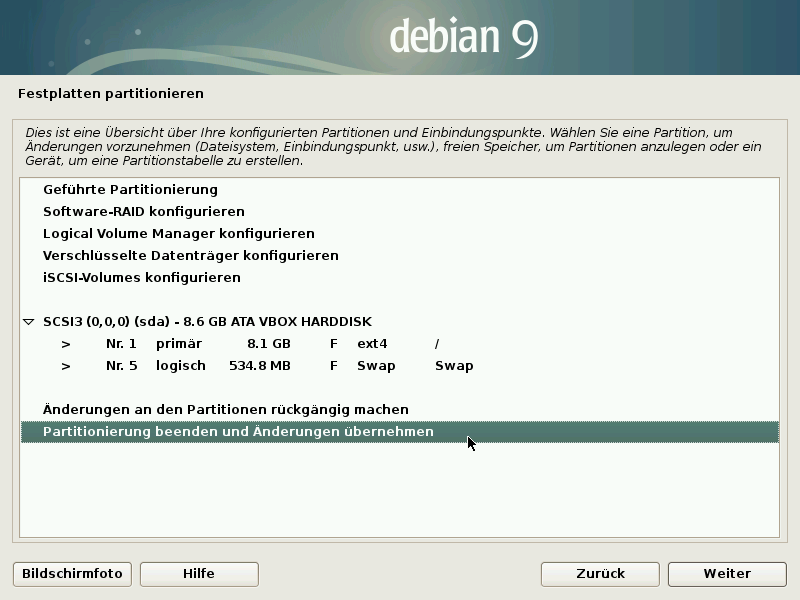 debian 9
Festplatten partitionieren
Dies ist eine Übersicht über Ihre konfigurierten Partitionen und Einbindungspunkte. Wählen Sie eine Partition, um
Änderungen vorzunehmen (Dateisystem, Einbindungspunkt, usw.), freien Speicher, um Partitionen anzulegen oder ein
Gerät, um eine Partitionstabelle zu erstellen.
Geführte Partitionierung
Software-RAID konfigurieren
Logical Volume Manager konfigurieren
Verschlüsselte Datenträger konfigurieren
iSCSI-Volumes konfigurieren
SCSI3 (0,0,0) (sda) - 8.6 GB ATA VBOX HARDDISK
> Nr. 1 primär 8.1 GB F ext4 /
> Nr. 5 logisch 534.8 MB F Swap Swap
Änderungen an den Partitionen rückgängig machen
Partitionierung beenden und Änderungen übernehmen
Bildschirmfoto Hilfe Zurück Weiter